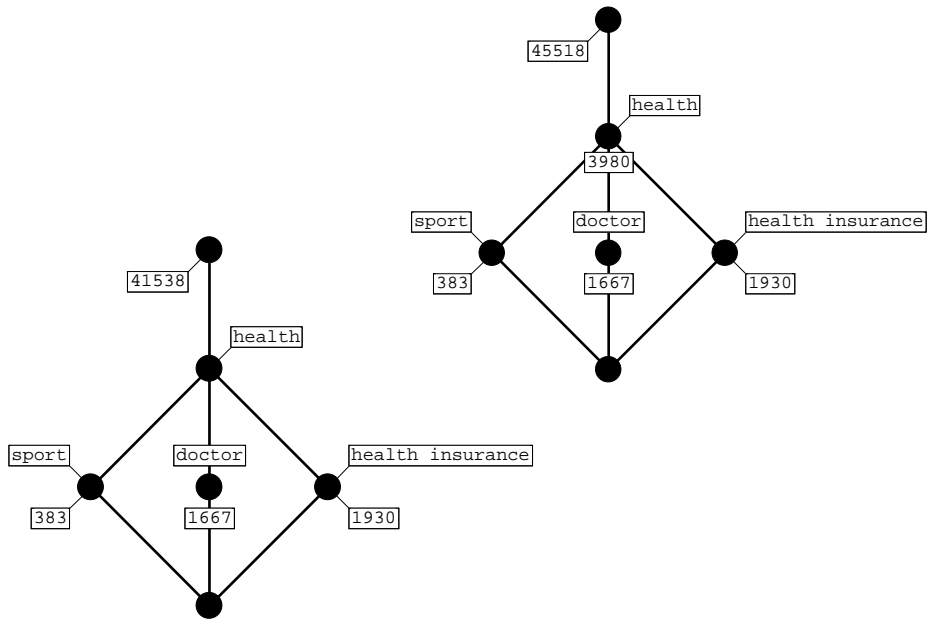 45518
health
3980
sport
doctor
health insurance
383
1667
1930
41538
health
sport
doctor
health insurance
383
1667
1930